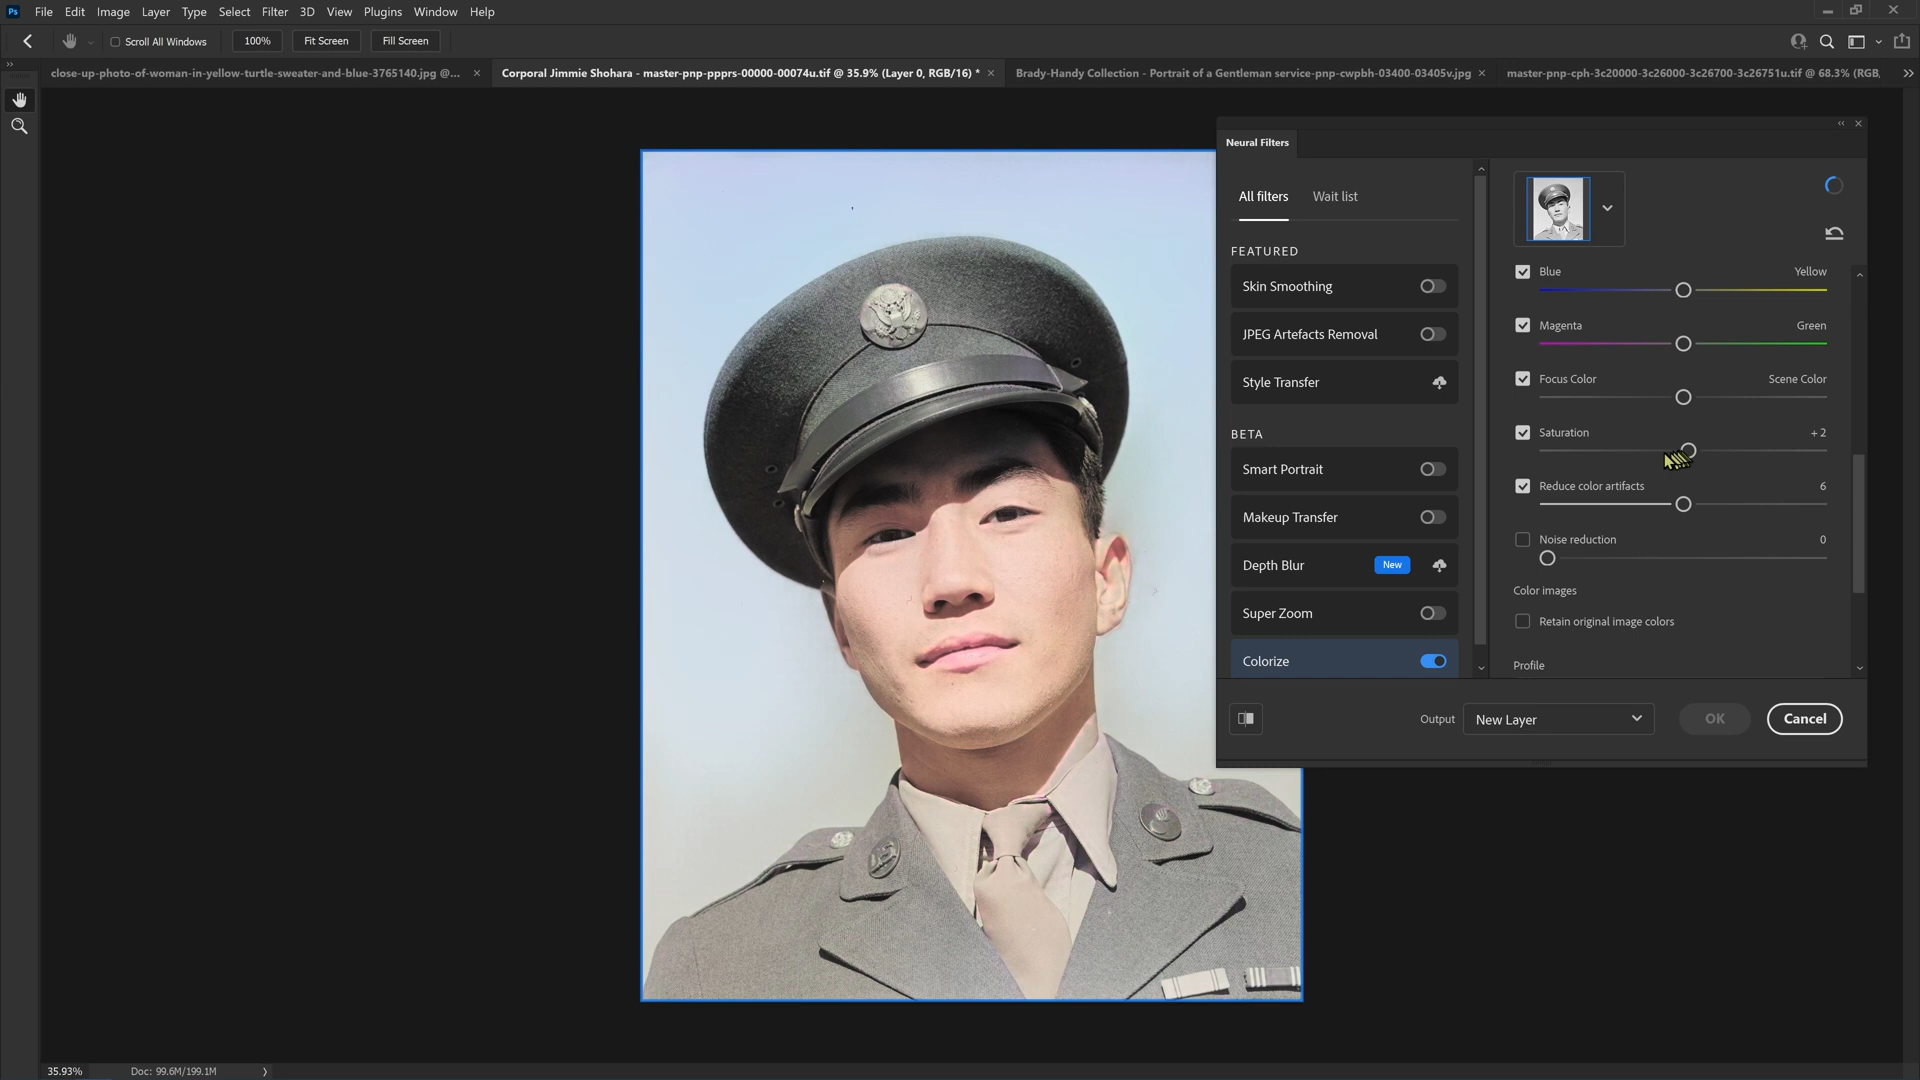 Ps File Edit Image Layer Type Select Filter 3D View Plugins Window Help
Scroll All Windows 100% Fit Screen Fill Screen
close-up-photo-of-woman-in-yellow-turtle-sweater-and-blue-3765140.jpg @... × Corporal Jimmie Shohara - master-pnp-ppprs-00000-00074u.tif @ 35.9% (Layer 0, RGB/16) * × Brady-Handy Collection - Portrait of a Gentleman service-pnp-cwpbh-03400-03405v.jpg × master-pnp-cph-3c20000-3c26000-3c26700-3c26751u.tif @ 68.3% (RGB,
Neural Filters
All filters Wait list
FEATURED
Skin Smoothing
JPEG Artefacts Removal
Style Transfer
BETA
Smart Portrait
Makeup Transfer
Depth Blur New
Super Zoom
Colorize
Blue Yellow
Magenta Green
Focus Color Scene Color
Saturation +2
Reduce color artifacts 6
Noise reduction 0
Color images
Retain original image colors
Profile
Output New Layer OK Cancel
35.93% Doc: 99.6M/199.1M